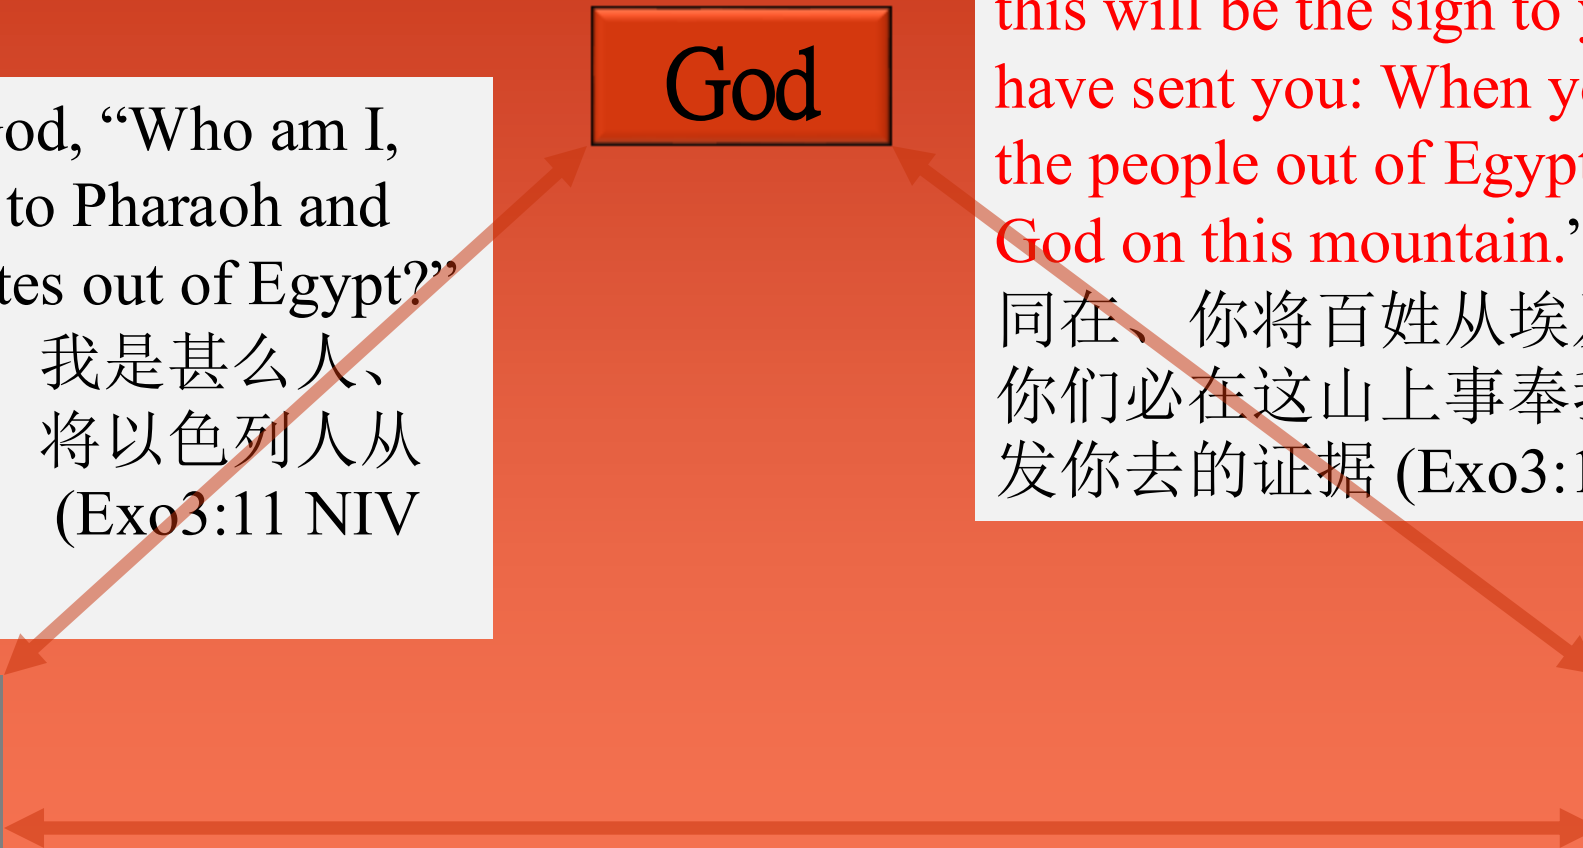 God
od, “Who am I,
to Pharaoh and
tes out of Egypt?”
我是甚么人、
将以色列人从
(Exo3:11 NIV
this will be the sign to
have sent you: When
the people out of Egypt
God on this mountain.’
同在、你将百姓从埃
你们必在这山上事奉
发你去的证据 (Exo3:1